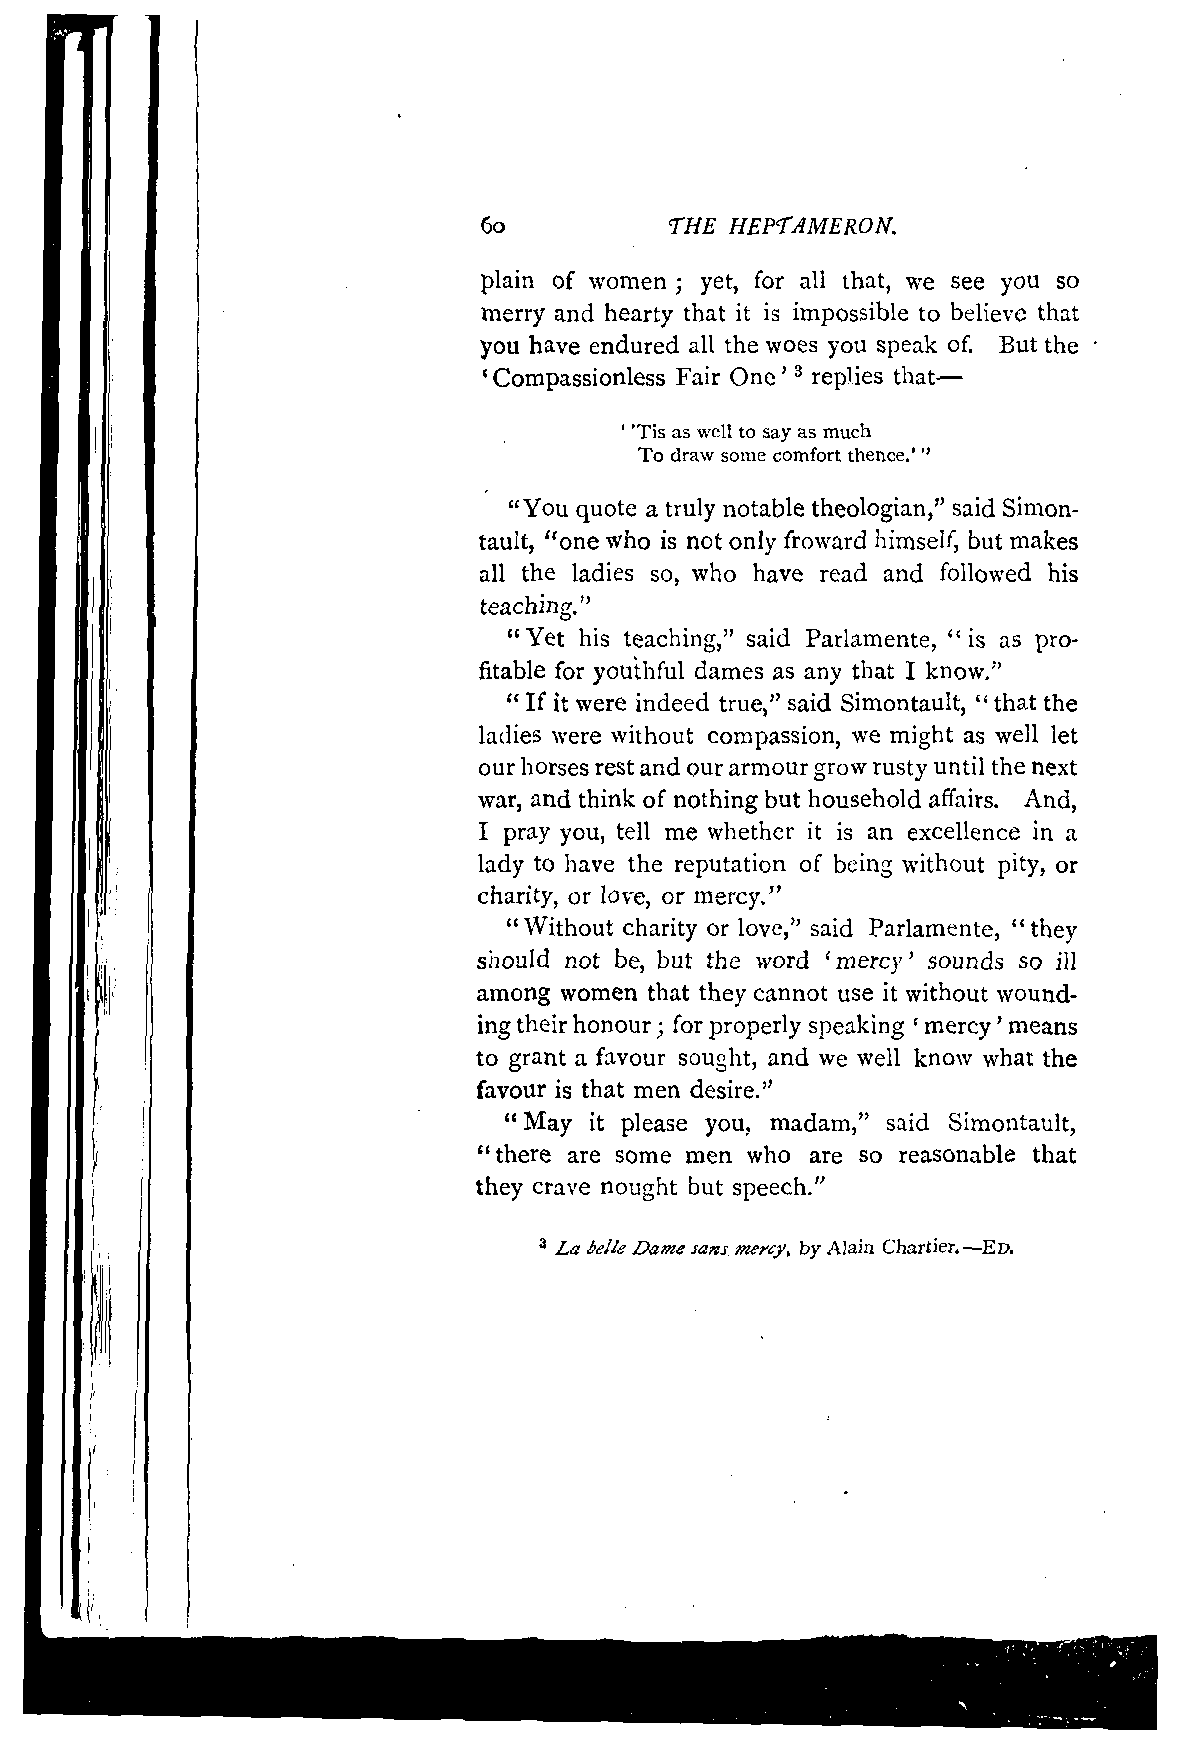 60 THE HEPTAMERON.
plain of women ; yet, for all that, we see you so
merry and hearty that it is impossible to believe that
you have endured all the woes you speak of. But the
‘Compassionless Fair One’ ³ replies that—
‘ ’Tis as well to say as much
To draw some comfort thence.’ ”
“You quote a truly notable theologian,” said Simon-
tault, “one who is not only froward himself, but makes
all the ladies so, who have read and followed his
teaching.”
“Yet his teaching,” said Parlamente, “is as pro-
fitable for youthful dames as any that I know.”
“If it were indeed true,” said Simontault, “that the
ladies were without compassion, we might as well let
our horses rest and our armour grow rusty until the next
war, and think of nothing but household affairs. And,
I pray you, tell me whether it is an excellence in a
lady to have the reputation of being without pity, or
charity, or love, or mercy.”
“Without charity or love,” said Parlamente, “they
should not be, but the word ‘mercy’ sounds so ill
among women that they cannot use it without wound-
ing their honour ; for properly speaking ‘mercy’ means
to grant a favour sought, and we well know what the
favour is that men desire.”
“May it please you, madam,” said Simontault,
“there are some men who are so reasonable that
they crave nought but speech.”
³ La belle Dame sans mercy, by Alain Chartier.—ED.